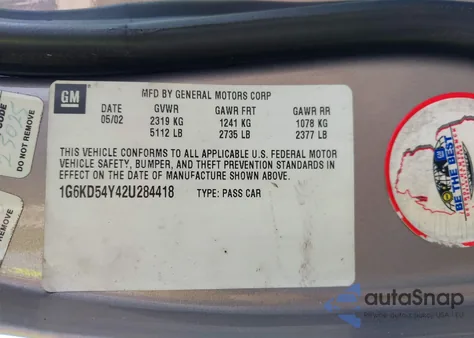 GM
MFD BY GENERAL MOTORS CORP
DATE GVWR GAWR FRT GAWR RR
05/02 2319 KG 1241 KG 1078 KG
5112 LB 2735 LB 2377 LB
THIS VEHICLE CONFORMS TO ALL APPLICABLE U.S. FEDERAL MOTOR
VEHICLE SAFETY, BUMPER, AND THEFT PREVENTION STANDARDS IN
EFFECT ON THE DATE OF MANUFACTURE SHOWN ABOVE.
1G6KD54Y42U284418 TYPE: PASS CAR
CODE
DO NOT REMOVE
BE THE BEST
autoSnap